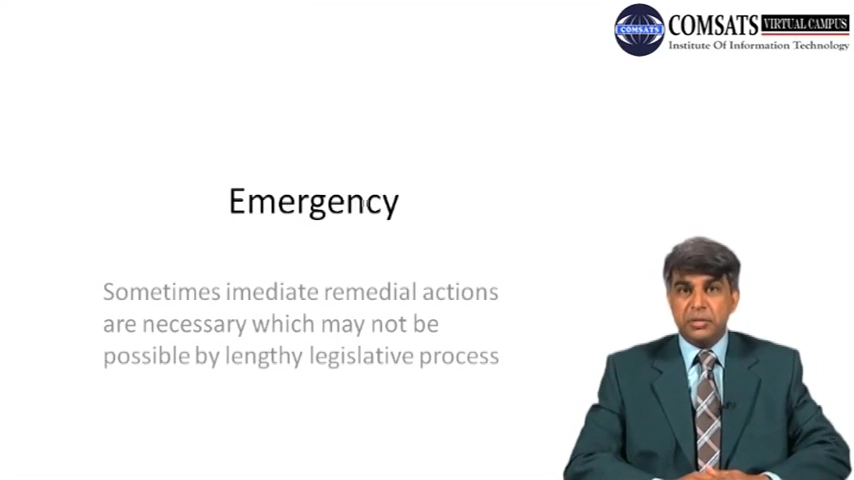 COMSATS
COMSATS VIRTUAL CAMPUS
Institute Of Information Technology
Emergency
Sometimes imediate remedial actions
are necessary which may not be
possible by lengthy legislative process